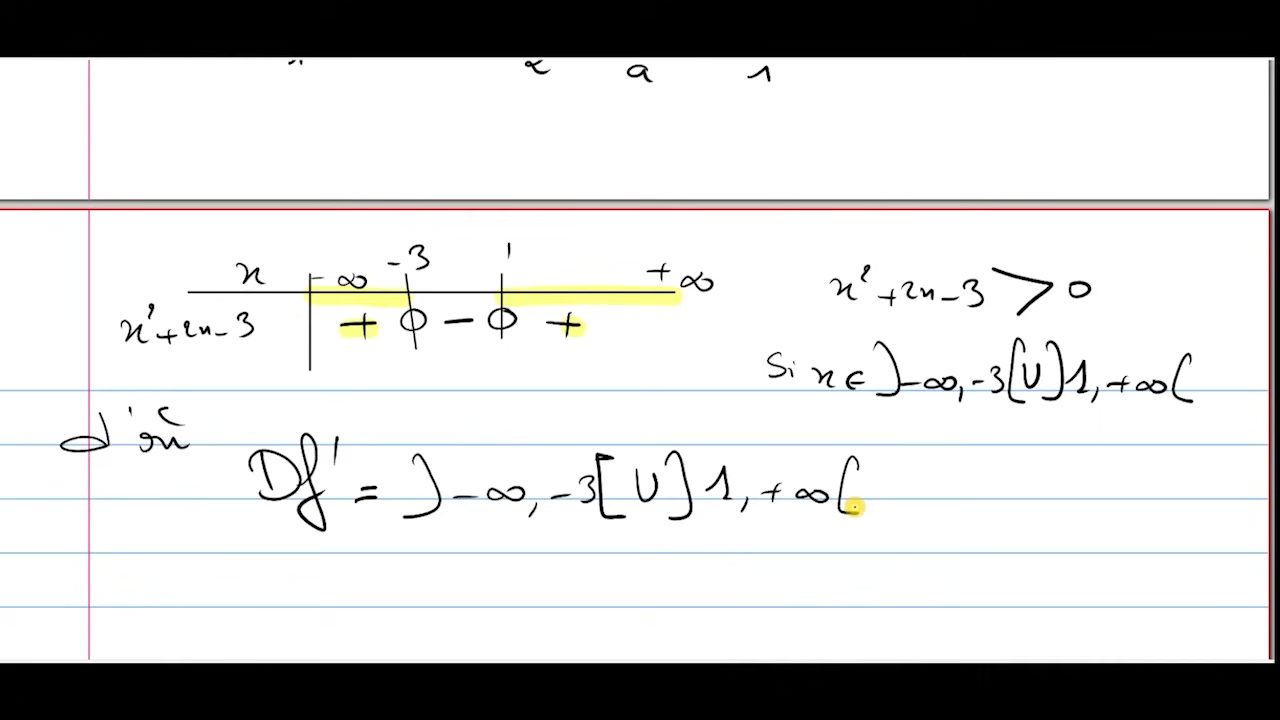 x -∞ -3 1 +∞
x²+2x-3 + 0 - 0 +
x²+2x-3 > 0
Si x ∈ ]-∞, -3[ U ]1, +∞[
d'où
Df' = ]-∞, -3[ U ]1, +∞[